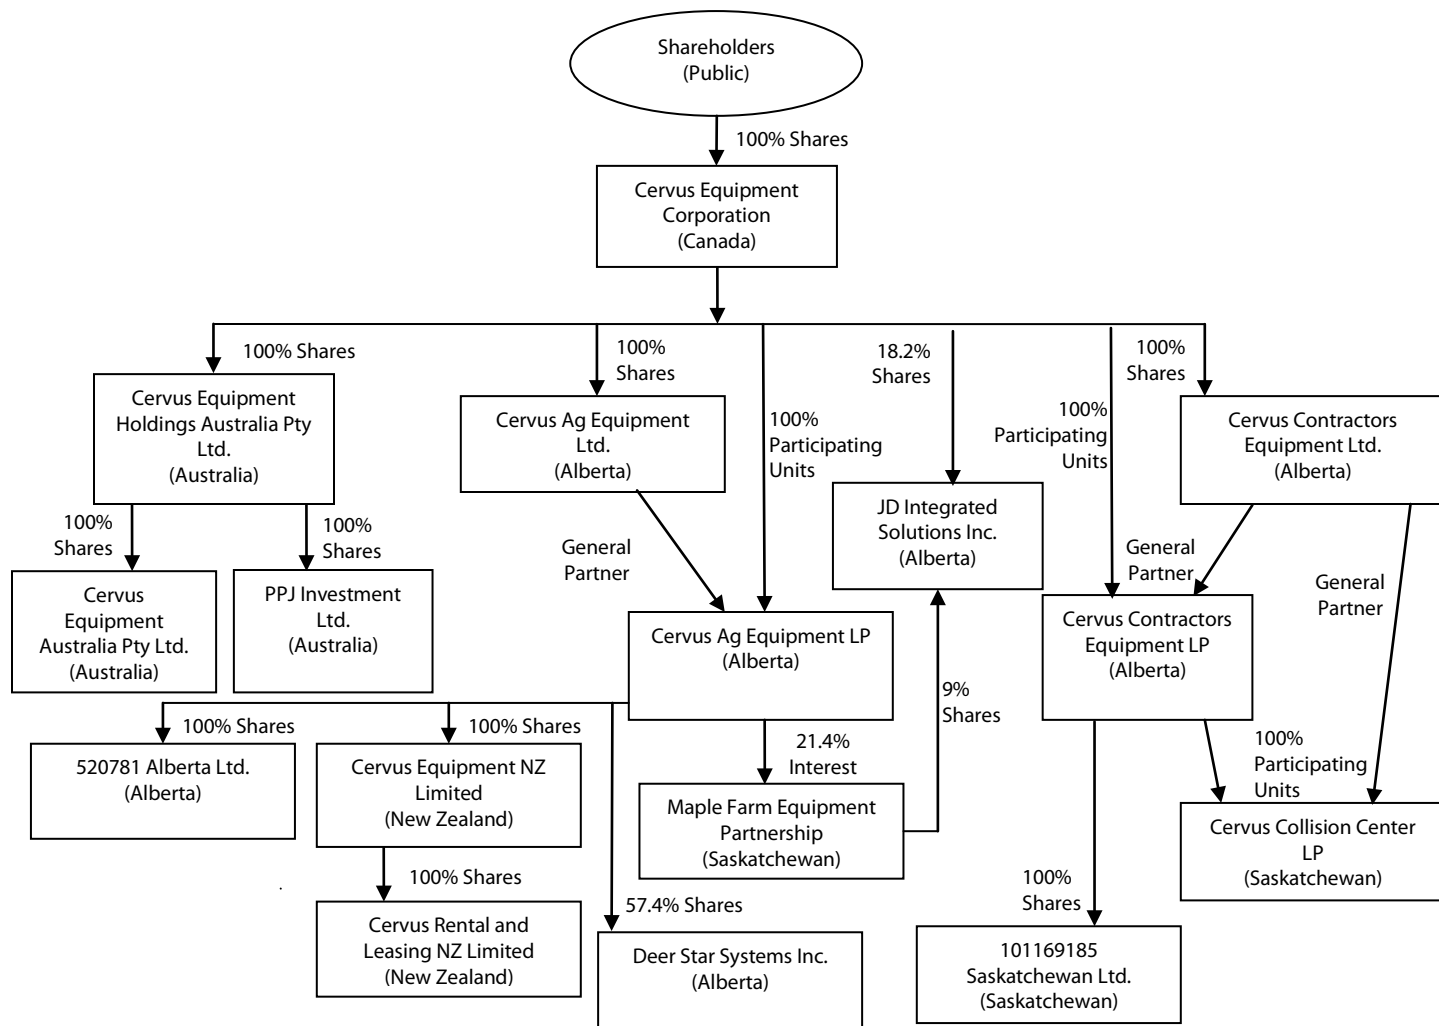 Shareholders
(Public)
100% Shares
Cervus Equipment
Corporation
(Canada)
100% Shares
100%
Shares
18.2%
Shares
100%
Shares
Cervus Equipment
Holdings Australia Pty
Ltd.
(Australia)
Cervus Ag Equipment
Ltd.
(Alberta)
100%
Participating
Units
100%
Participating
Units
Cervus Contractors
Equipment Ltd.
(Alberta)
JD Integrated
Solutions Inc.
(Alberta)
100%
Shares
100%
Shares
General
Partner
General
Partner
General
Partner
Cervus
Equipment
Australia Pty Ltd.
(Australia)
PPJ Investment
Ltd.
(Australia)
Cervus Ag Equipment LP
(Alberta)
Cervus Contractors
Equipment LP
(Alberta)
9%
Shares
100% Shares
100% Shares
21.4%
Interest
100%
Participating
Units
520781 Alberta Ltd.
(Alberta)
Cervus Equipment NZ
Limited
(New Zealand)
Maple Farm Equipment
Partnership
(Saskatchewan)
Cervus Collision Center
LP
(Saskatchewan)
100% Shares
57.4% Shares
100%
Shares
Cervus Rental and
Leasing NZ Limited
(New Zealand)
Deer Star Systems Inc.
(Alberta)
101169185
Saskatchewan Ltd.
(Saskatchewan)